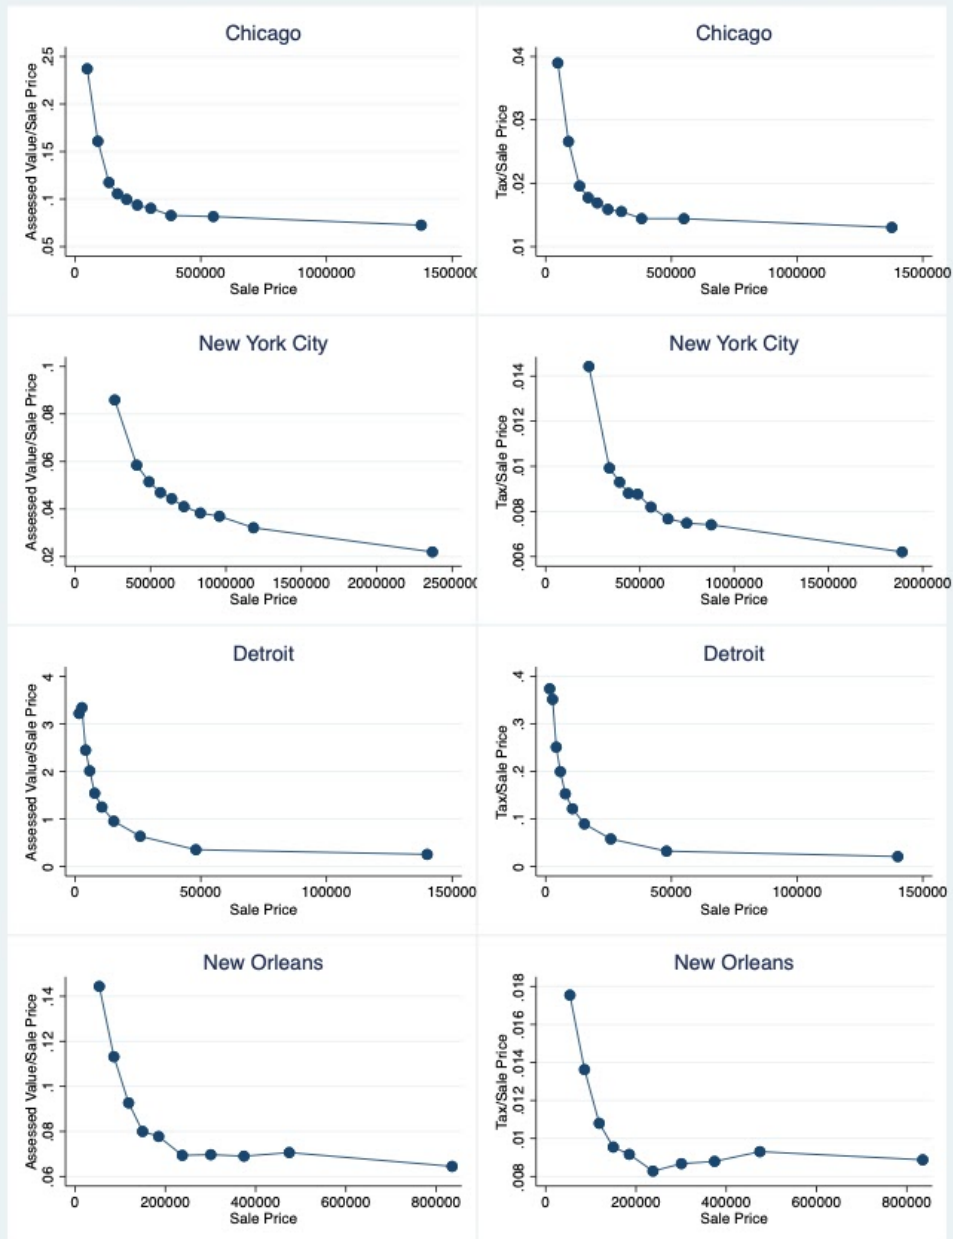 Chicago
Assessed Value/Sale Price
.25
.2
.15
.1
.05
0 500000 1000000 1500000
Sale Price
Chicago
Tax/Sale Price
.04
.03
.02
.01
0 500000 1000000 1500000
Sale Price
New York City
Assessed Value/Sale Price
.1
.08
.06
.04
.02
0 500000 1000000 1500000 2000000 2500000
Sale Price
New York City
Tax/Sale Price
.014
.012
.01
.008
.006
0 500000 1000000 1500000 2000000
Sale Price
Detroit
Assessed Value/Sale Price
4
3
2
1
0
0 50000 100000 150000
Sale Price
Detroit
Tax/Sale Price
.4
.3
.2
.1
0
0 50000 100000 150000
Sale Price
New Orleans
Assessed Value/Sale Price
.14
.12
.1
.08
.06
0 200000 400000 600000 800000
Sale Price
New Orleans
Tax/Sale Price
.018
.016
.014
.012
.01
.008
0 200000 400000 600000 800000
Sale Price